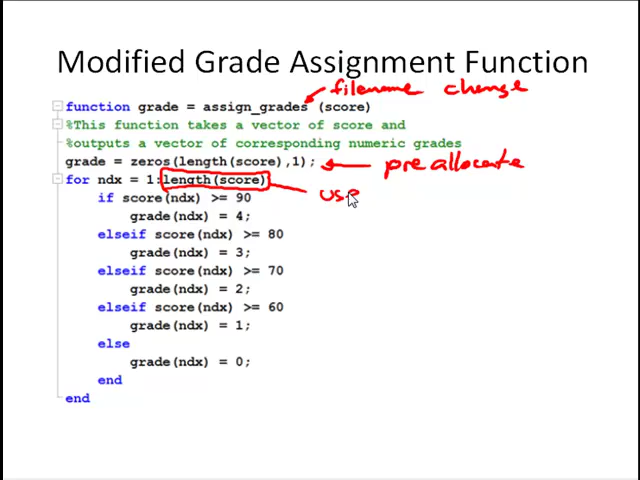 Modified Grade Assignment Function
filename change
function grade = assign_grades (score)
%This function takes a vector of score and
%outputs a vector of corresponding numeric grades
grade = zeros(length(score),1); preallocate
for ndx = 1:length(score)
if score(ndx) >= 90 use
grade(ndx) = 4;
elseif score(ndx) >= 80
grade(ndx) = 3;
elseif score(ndx) >= 70
grade(ndx) = 2;
elseif score(ndx) >= 60
grade(ndx) = 1;
else
grade(ndx) = 0;
end
end